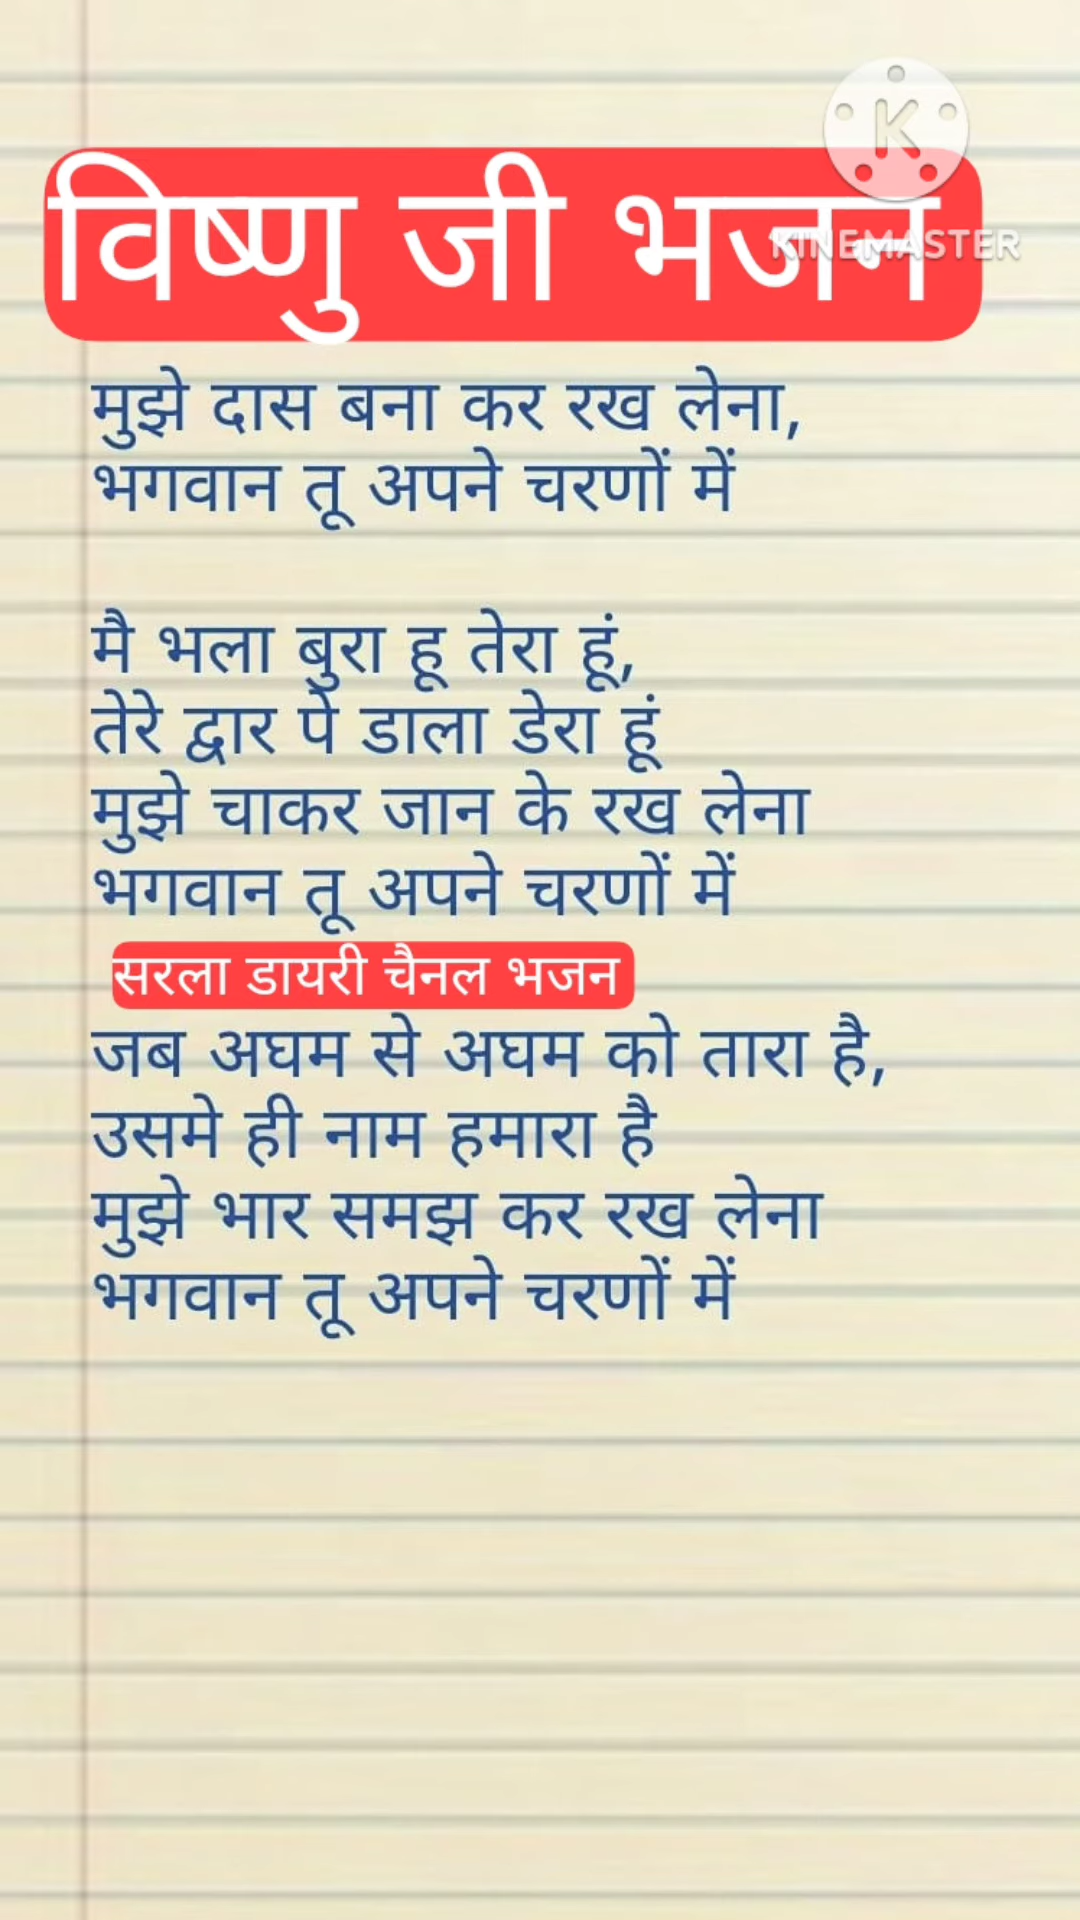 K
KINEMASTER
विष्णु जी भजन
मुझे दास बना कर रख लेना,
भगवान तू अपने चरणों में
मै भला बुरा हू तेरा हूं,
तेरे द्वार पे डाला डेरा हूं
मुझे चाकर जान के रख लेना
भगवान तू अपने चरणों में
सरला डायरी चैनल भजन
जब अघम से अघम को तारा है,
उसमे ही नाम हमारा है
मुझे भार समझ कर रख लेना
भगवान तू अपने चरणों में